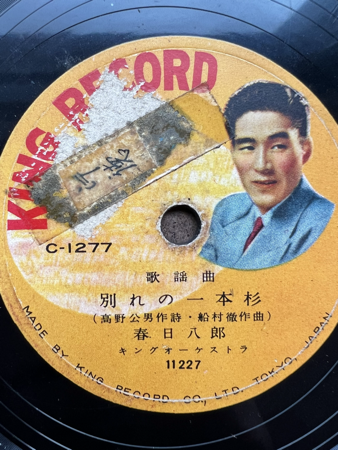 KING RECORD
C-1277
歌謡曲
別れの一本杉
(高野公男作詩・船村徹作曲)
春日八郎
キングオーケストラ
11227
MADE BY KING RECORD CO., LTD. TOKYO, JAPAN